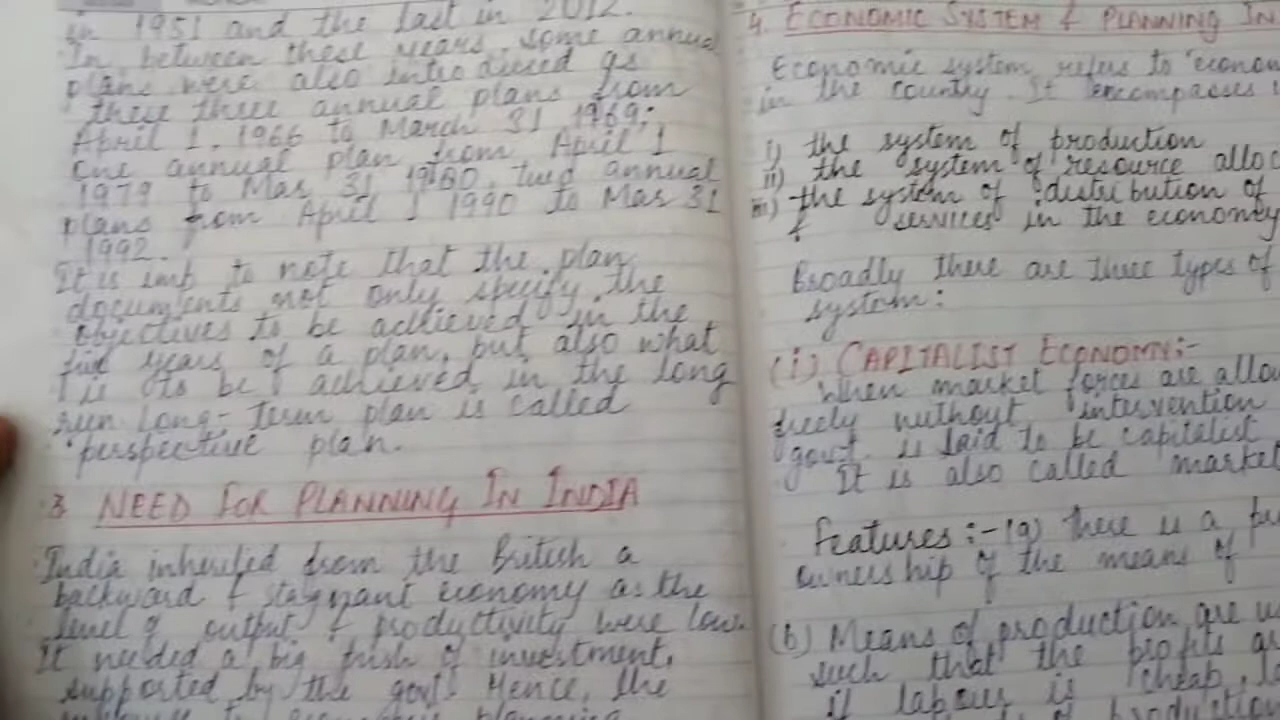 in 1951 and the last in 2012.
In between these years, some annual
plans were also introduced as
these three annual plans from
April 1, 1966 to March 31 1969;
One annual plan from April 1
1979 to Mar 31 1980, two annual
plans from April 1 1990 to Mar 31
1992.
It is imp to note that the plan
documents not only specify the
objectives to be achieved in the
five years of a plan, but also what
is to be achieved in the long
run Long-Term plan is called
perspective plan.
3 NEED FOR PLANNING IN INDIA
India inherited from the British a
backward & stagnant economy as the
level of output & productivity were low.
It needed a big push of investment,
supported by the govt. Hence, the
planning
4. ECONOMIC SYSTEM & PLANNING IN
Economic system refers to econom
in the country. It encompasses
i) the system of production
ii) the system of resource alloc
iii) the system of distribution of
& services in the economy
Broadly there are three types of
system:
(i) CAPITALIST ECONOMY:-
When market forces are allow
freely without intervention
govt. is said to be capitalist
It is also called market
Features:-(a) there is a
ownership of the means of
(b) Means of production are
such that the profits ar
if labour is cheap,
of production